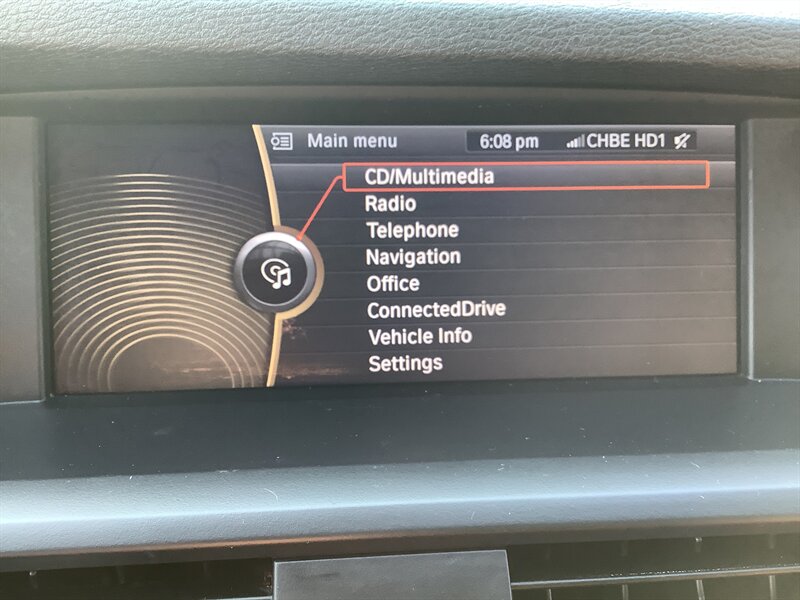 Main menu 6:08 pm CHBE HD1
CD/Multimedia
Radio
Telephone
Navigation
Office
ConnectedDrive
Vehicle Info
Settings